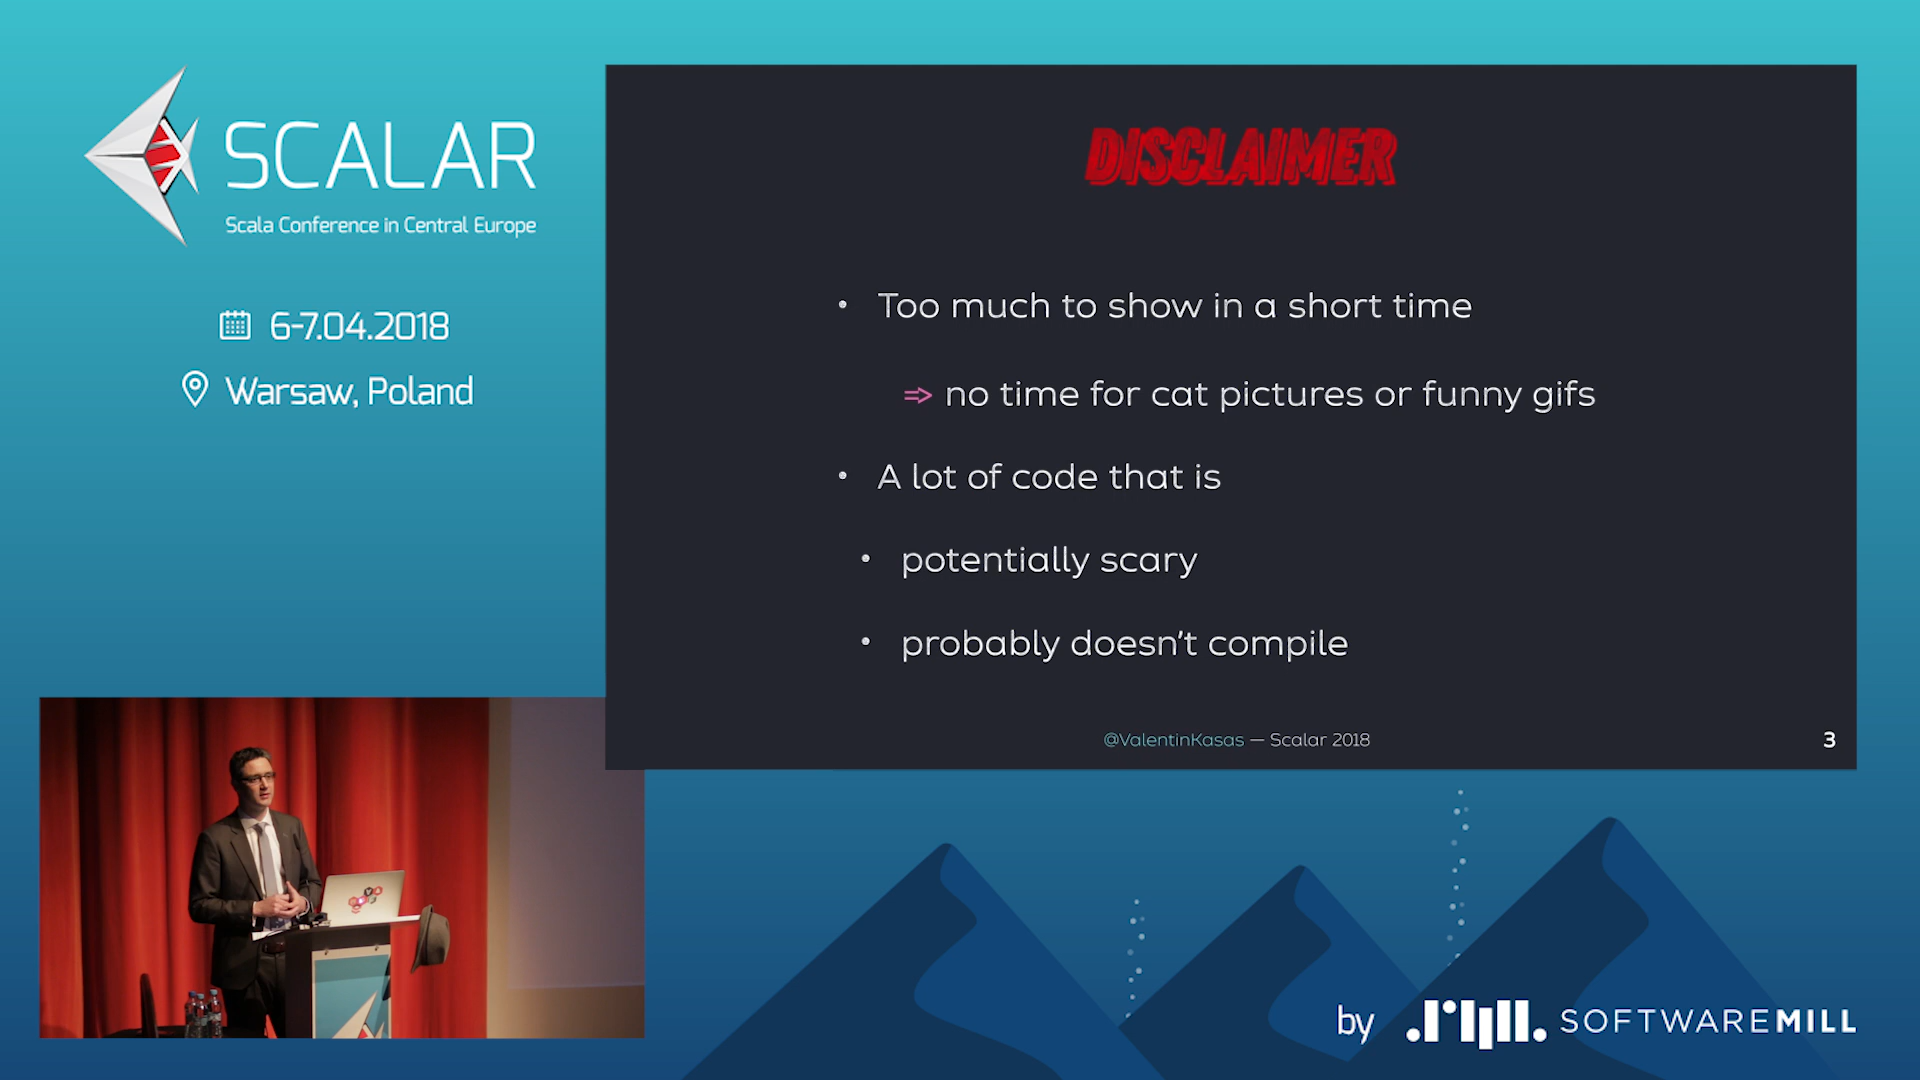 SCALAR
Scala Conference in Central Europe
6-7.04.2018
Warsaw, Poland
DISCLAIMER
• Too much to show in a short time
⇒ no time for cat pictures or funny gifs
• A lot of code that is
• potentially scary
• probably doesn't compile
@ValentinKasas — Scalar 2018
3
by SOFTWAREMILL